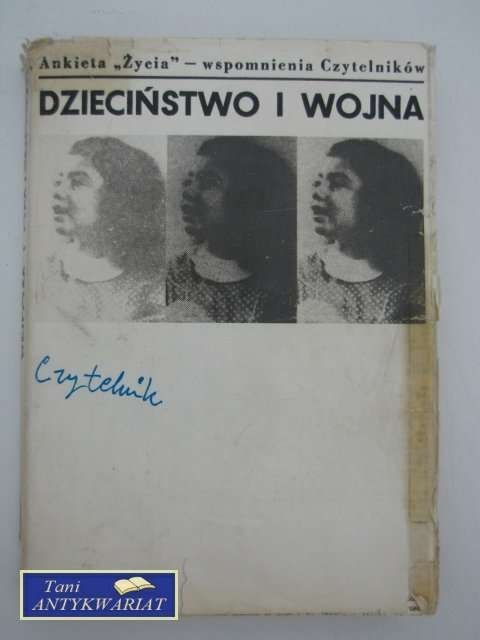 Ankieta „Życia” – wspomnienia Czytelników
DZIECIŃSTWO I WOJNA
Czytelnik
Tani
ANTYKWARIAT